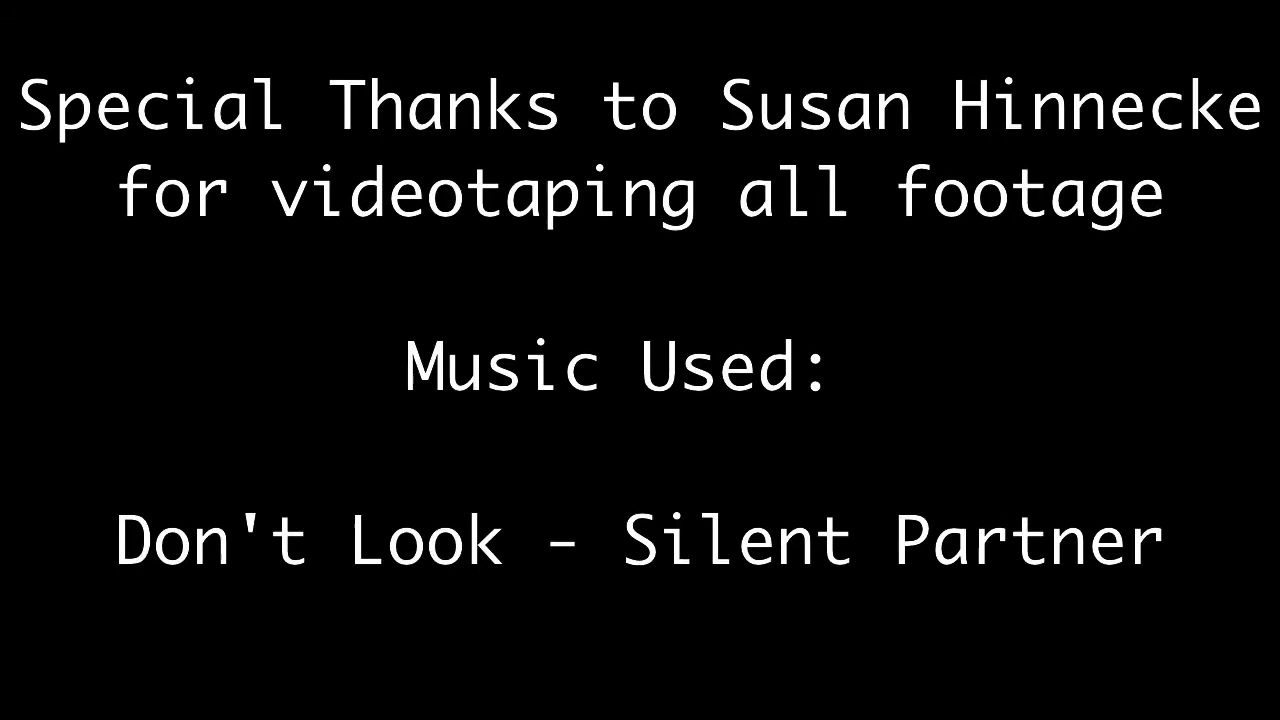 Special Thanks to Susan Hinnecke
for videotaping all footage
Music Used:
Don't Look - Silent Partner